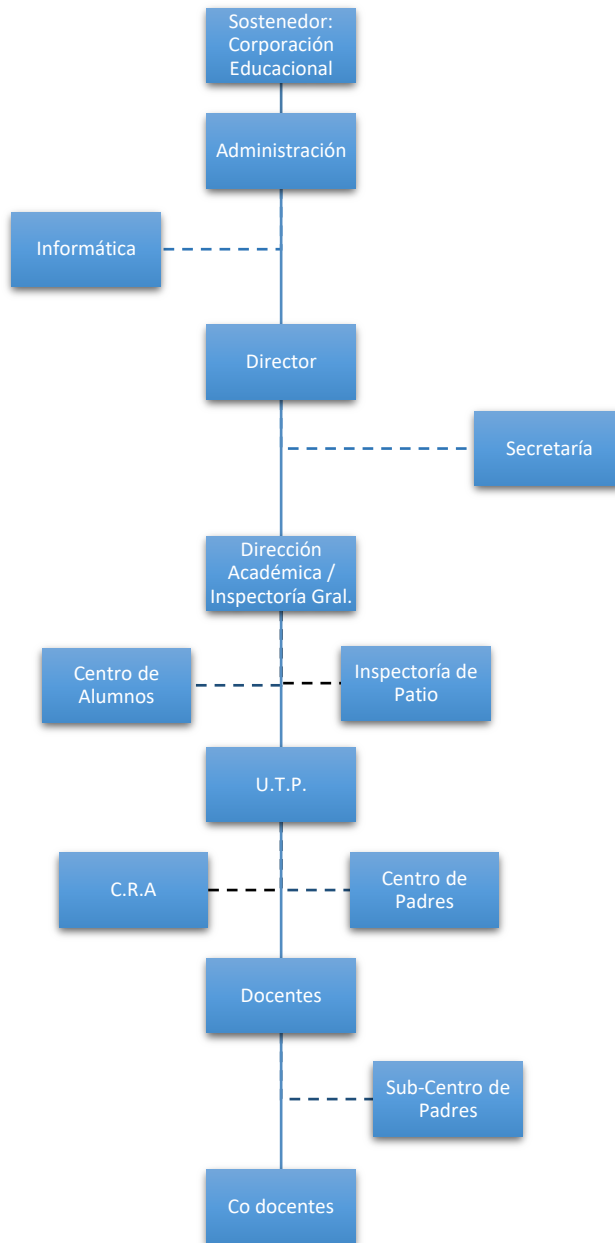 Sostenedor:
Corporación
Educacional
Administración
Informática
Director
Secretaría
Dirección
Académica /
Inspectoría Gral.
Centro de
Alumnos
Inspectoría de
Patio
U.T.P.
C.R.A
Centro de
Padres
Docentes
Sub-Centro de
Padres
Co docentes